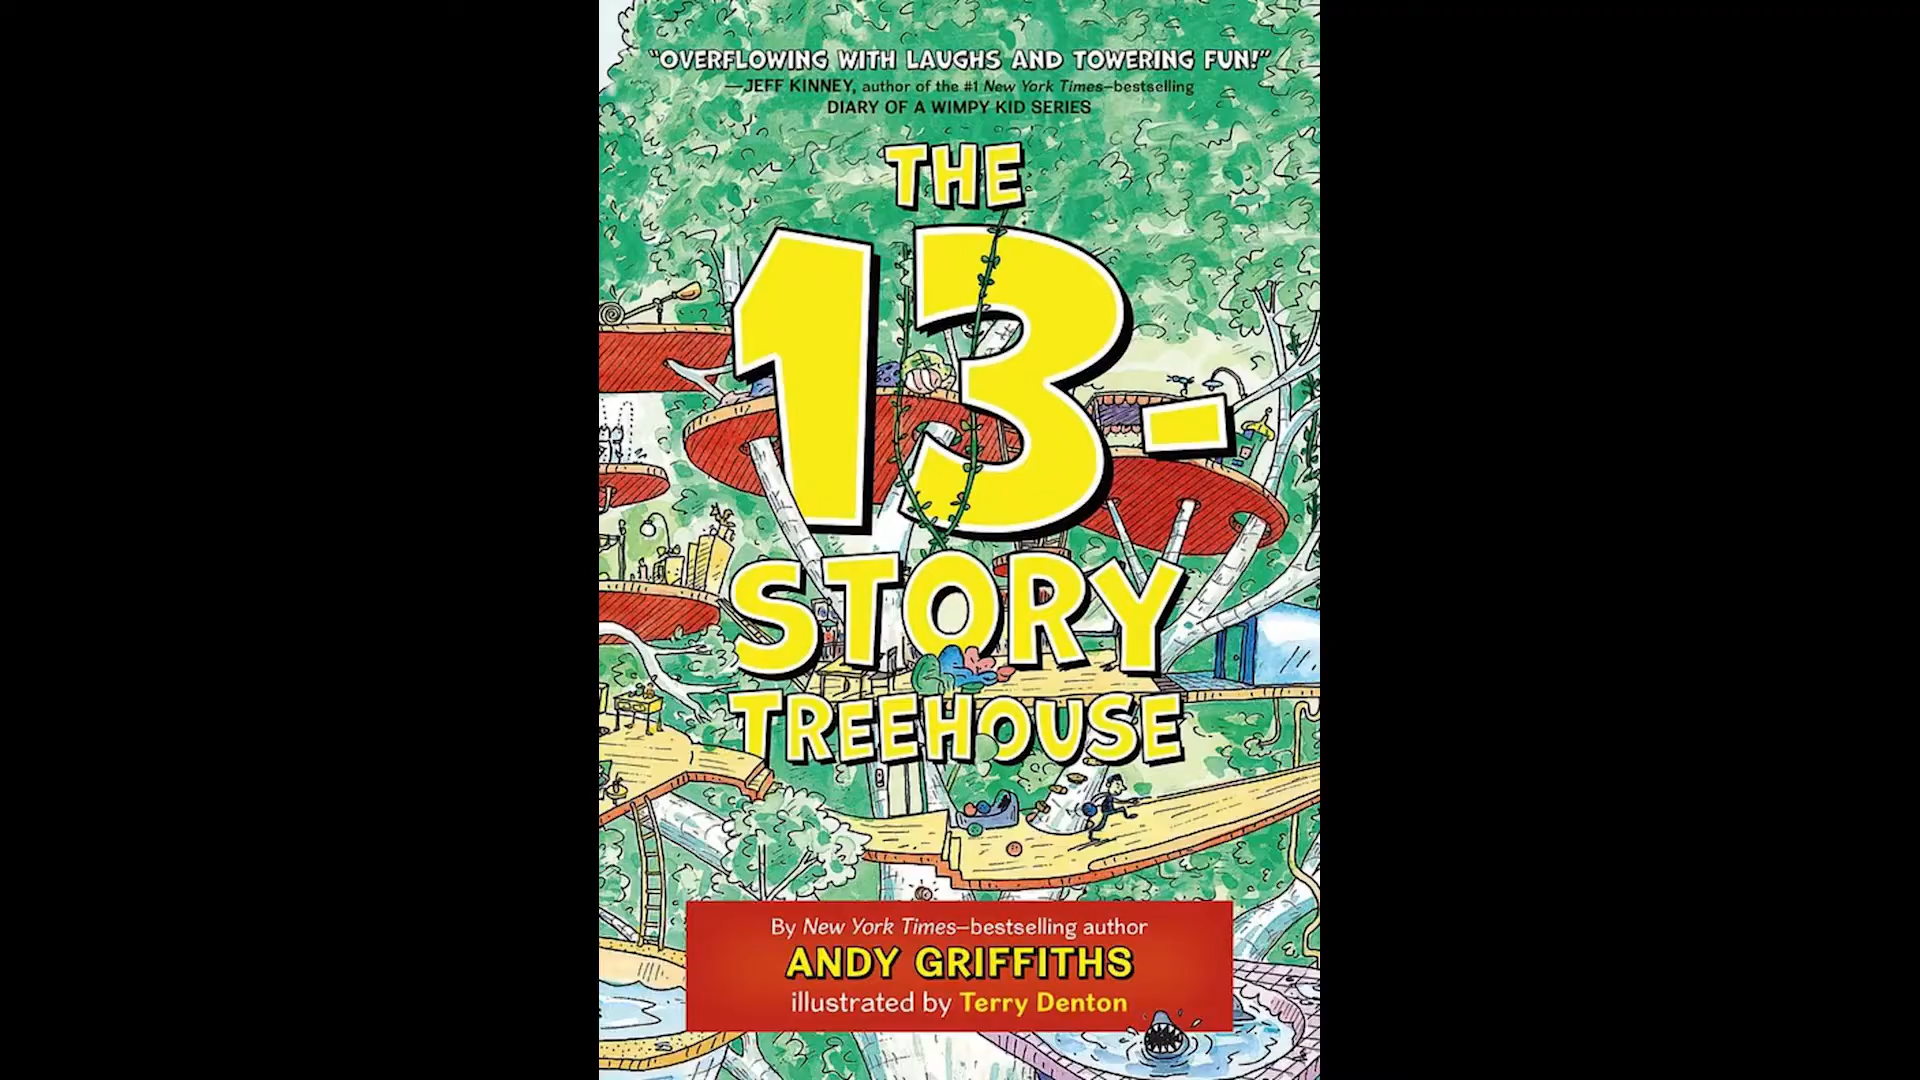 "OVERFLOWING WITH LAUGHS AND TOWERING FUN!"
—JEFF KINNEY, author of the #1 New York Times–bestselling
DIARY OF A WIMPY KID SERIES
THE
13-
STORY
TREEHOUSE
By New York Times–bestselling author
ANDY GRIFFITHS
illustrated by Terry Denton